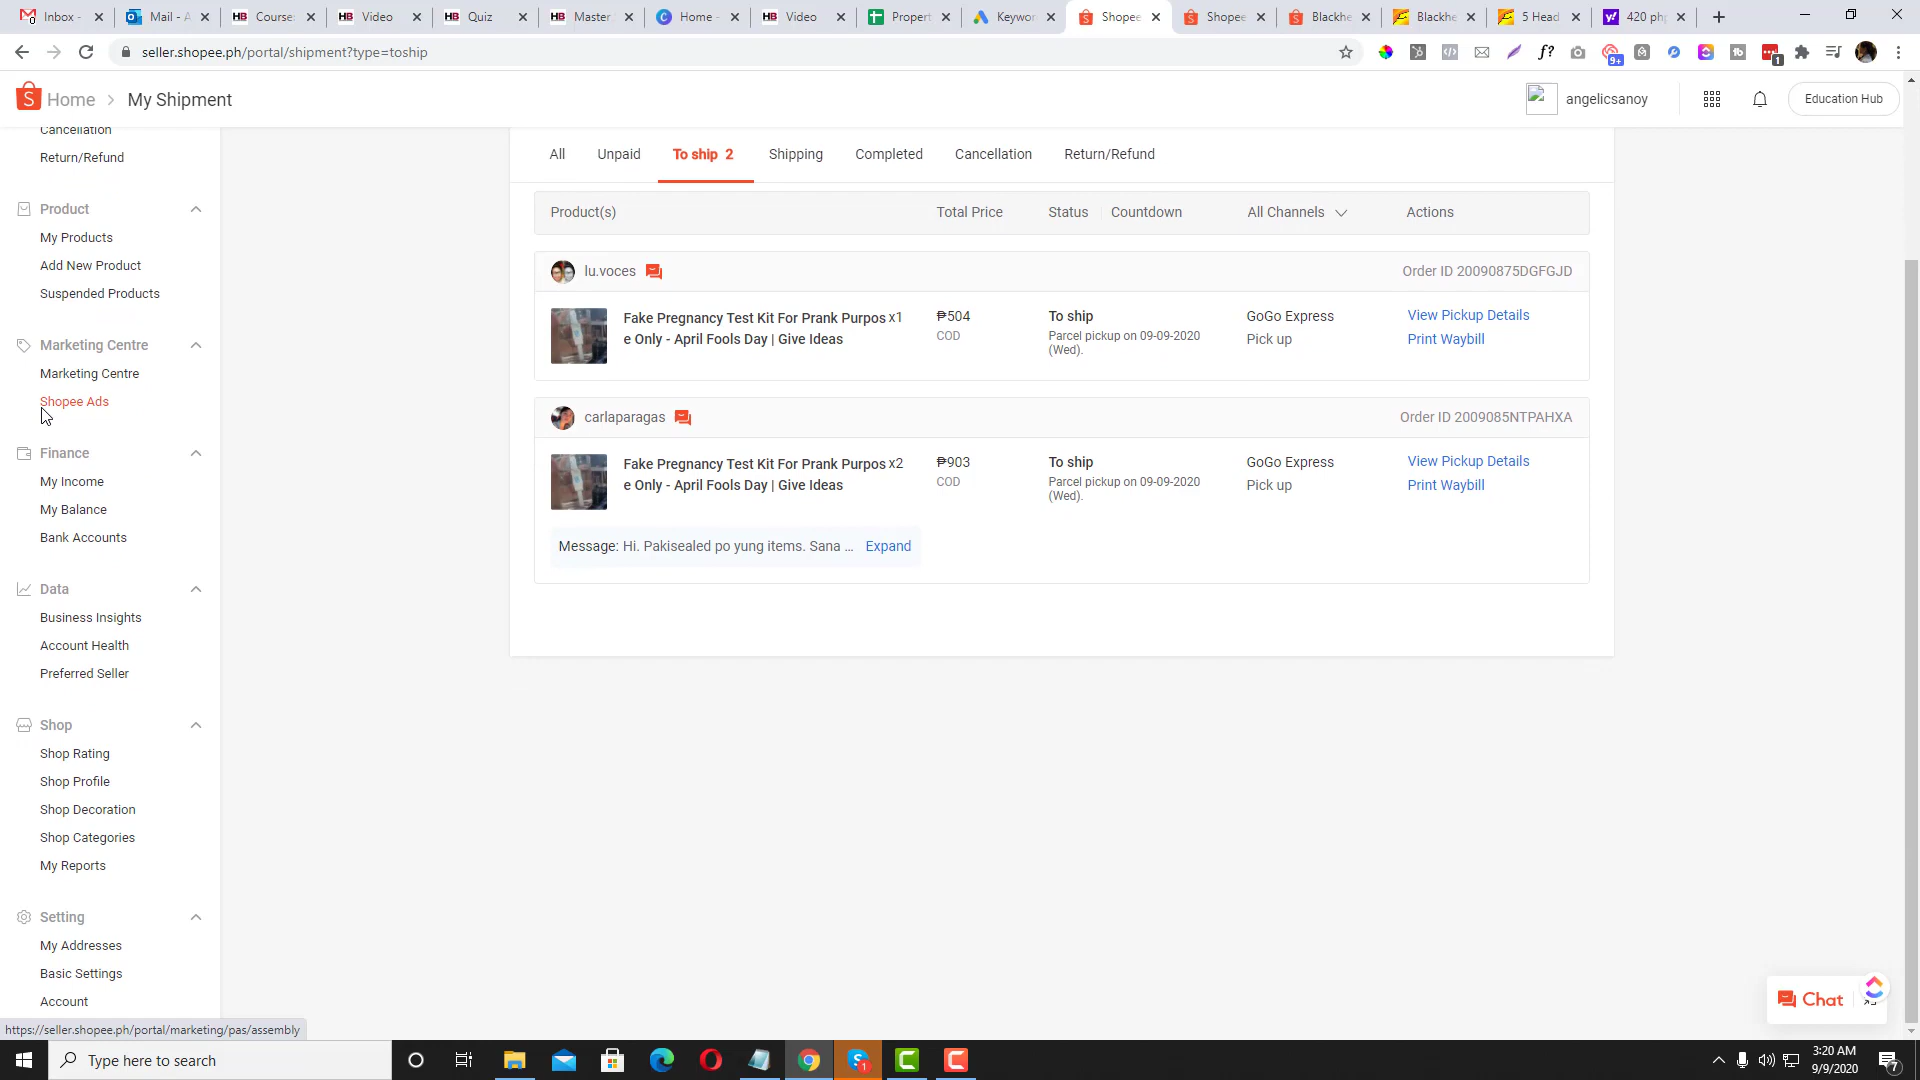 Inbox -
Mail - A
Course:
Video
Quiz
Master
Home -
Video
Propert
Keywor
Shopee
Shopee
Blackhe
Blackhe
5 Head
420 ph
seller.shopee.ph/portal/shipment?type=toship
Home > My Shipment
angelicsanoy
Education Hub
Cancellation
Return/Refund
Product
My Products
Add New Product
Suspended Products
Marketing Centre
Marketing Centre
Shopee Ads
Finance
My Income
My Balance
Bank Accounts
Data
Business Insights
Account Health
Preferred Seller
Shop
Shop Rating
Shop Profile
Shop Decoration
Shop Categories
My Reports
Setting
My Addresses
Basic Settings
Account
All Unpaid To ship 2 Shipping Completed Cancellation Return/Refund
Product(s) Total Price Status Countdown All Channels Actions
lu.voces Order ID 20090875DGFGJD
Fake Pregnancy Test Kit For Prank Purpos x1 ₱504 To ship GoGo Express View Pickup Details
e Only - April Fools Day | Give Ideas COD Parcel pickup on 09-09-2020 Pick up Print Waybill
(Wed).
carlaparagas Order ID 2009085NTPAHXA
Fake Pregnancy Test Kit For Prank Purpos x2 ₱903 To ship GoGo Express View Pickup Details
e Only - April Fools Day | Give Ideas COD Parcel pickup on 09-09-2020 Pick up Print Waybill
(Wed).
Message: Hi. Pakisealed po yung items. Sana ... Expand
Chat
https://seller.shopee.ph/portal/marketing/pas/assembly
Type here to search
3:20 AM
9/9/2020